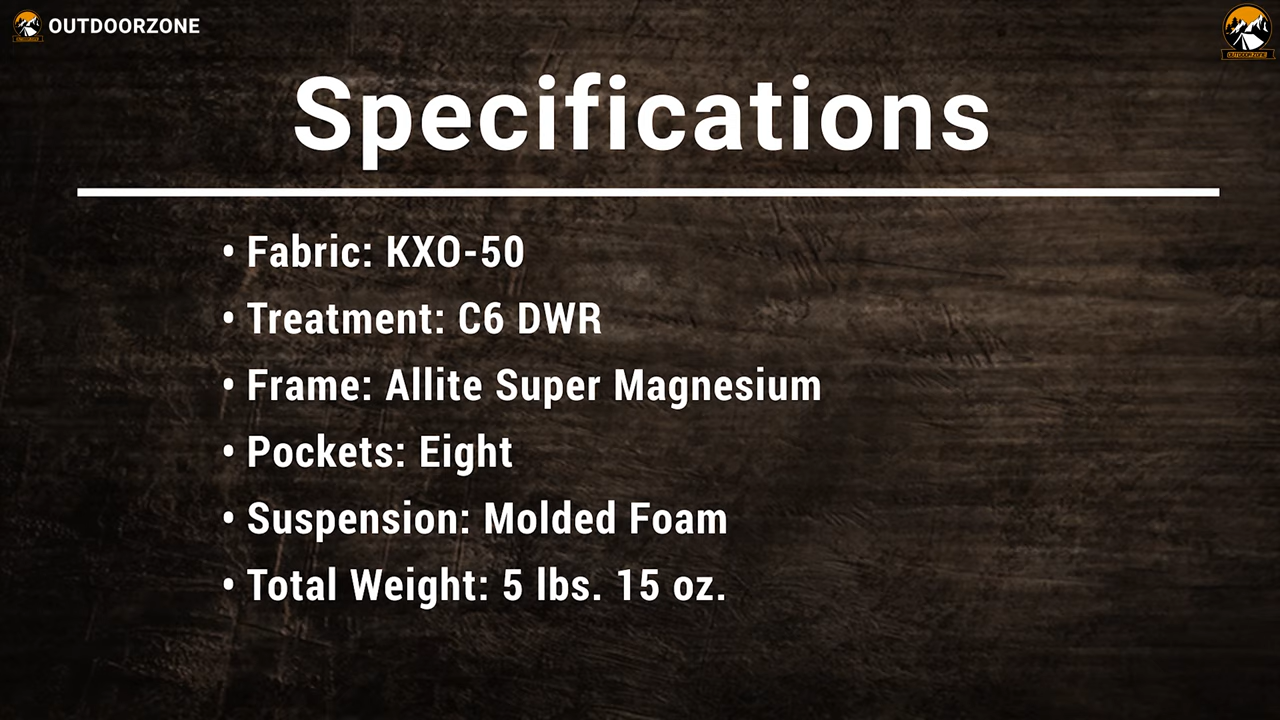 OUTDOORZONE
OUTDOORZONE
Specifications
• Fabric: KXO-50
• Treatment: C6 DWR
• Frame: Allite Super Magnesium
• Pockets: Eight
• Suspension: Molded Foam
• Total Weight: 5 lbs. 15 oz.